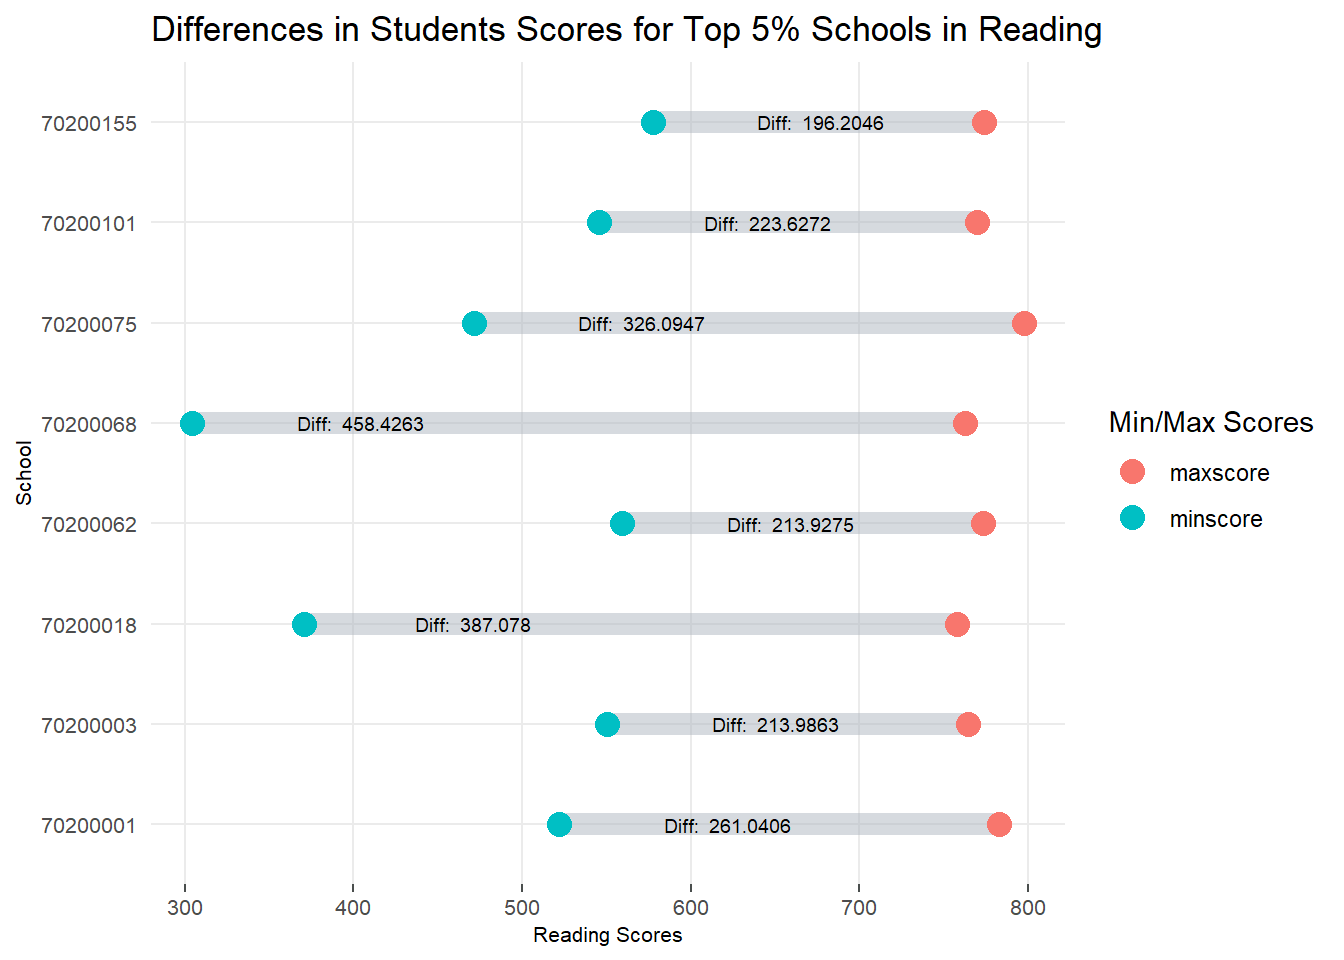 Differences in Students Scores for Top 5% Schools in Reading
70200155
Diff:  196.2046
70200101
Diff:  223.6272
70200075
Diff:  326.0947
70200068
Diff:  458.4263
70200062
Diff:  213.9275
70200018
Diff:  387.078
70200003
Diff:  213.9863
70200001
Diff:  261.0406
School
300 400 500 600 700 800
Reading Scores
Min/Max Scores
maxscore
minscore